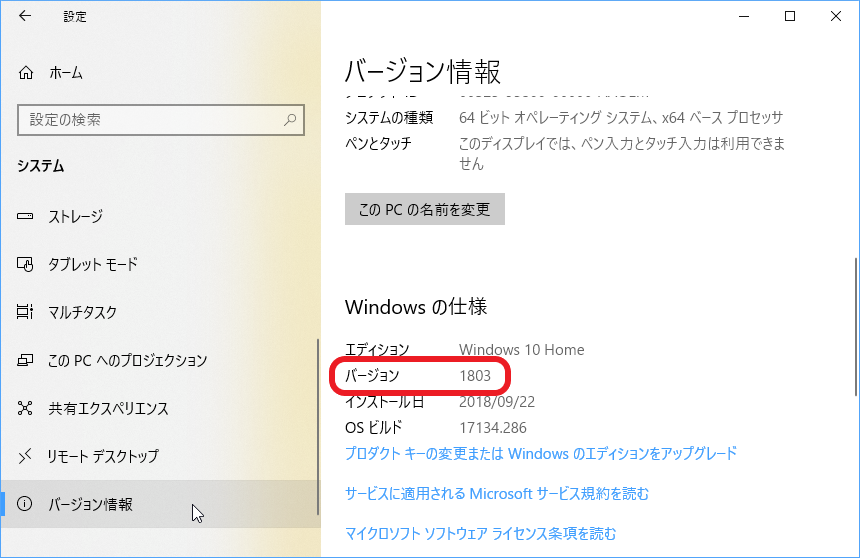 設定
ホーム
設定の検索
システム
ストレージ
タブレット モード
マルチタスク
この PC へのプロジェクション
共有エクスペリエンス
リモート デスクトップ
バージョン情報
バージョン情報
システムの種類 64 ビット オペレーティング システム、x64 ベース プロセッサ
ペンとタッチ このディスプレイでは、ペン入力とタッチ入力は利用できま
せん
この PC の名前を変更
Windows の仕様
エディション Windows 10 Home
バージョン 1803
インストール日 2018/09/22
OS ビルド 17134.286
プロダクト キーの変更または Windows のエディションをアップグレード
サービスに適用される Microsoft サービス規約を読む
マイクロソフト ソフトウェア ライセンス条項を読む